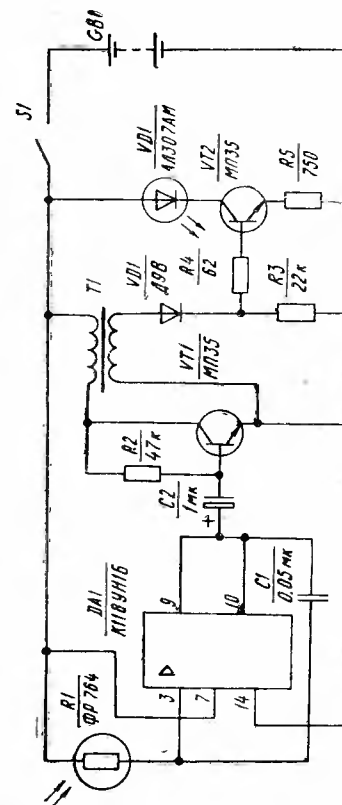 S1
GB1
VD1
АЛ307АМ
VT2
МП35
R5
750
T1
VD1
Д9В
R4
62
R3
22к
VT1
МП35
R2
47к
C2
1мк
+
DA1
К118УН1Б
9
10
3
7
14
C1
0.05мк
R1
ФР764